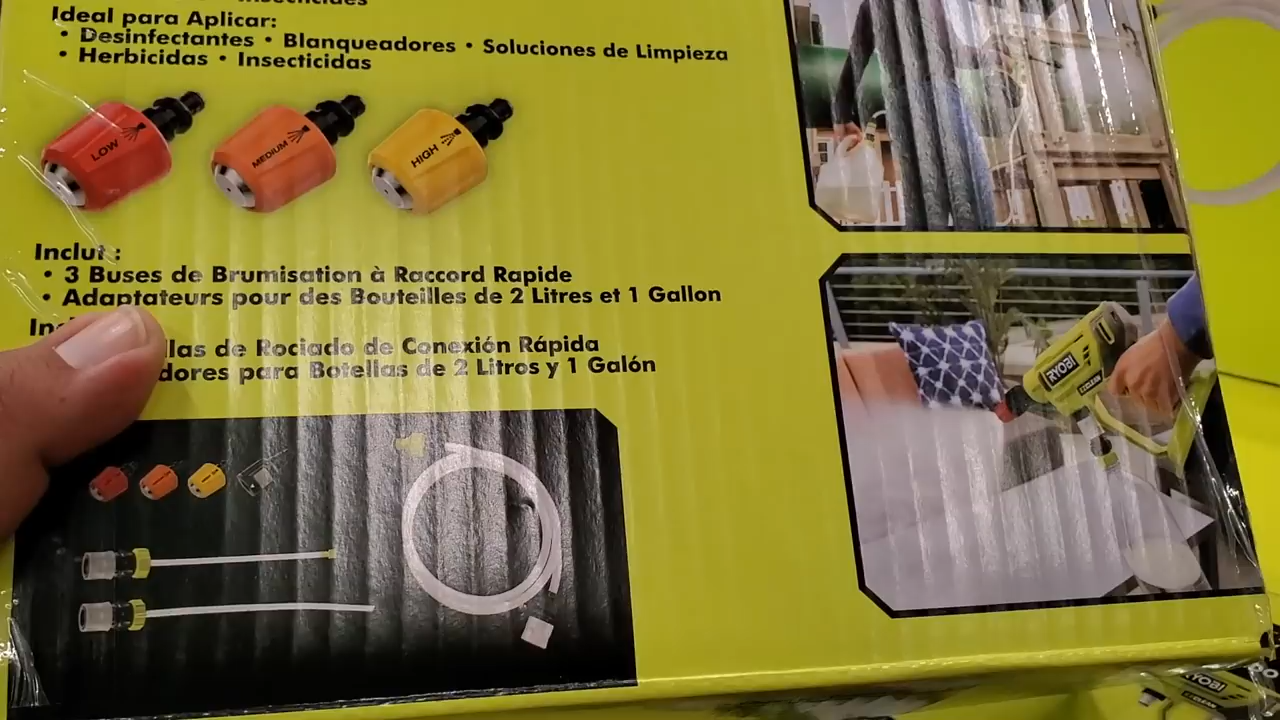 Ideal para Aplicar:
• Desinfectantes • Blanqueadores • Soluciones de Limpieza
• Herbicidas • Insecticidas
LOW
MEDIUM
HIGH
Inclut :
• 3 Buses de Brumisation à Raccord Rapide
• Adaptateurs pour des Bouteilles de 2 Litres et 1 Gallon
de Rociado de Conexión Rápida
para Botellas de 2 Litros y 1 Galón
RYOBI
EZCLEAN
RYOBI